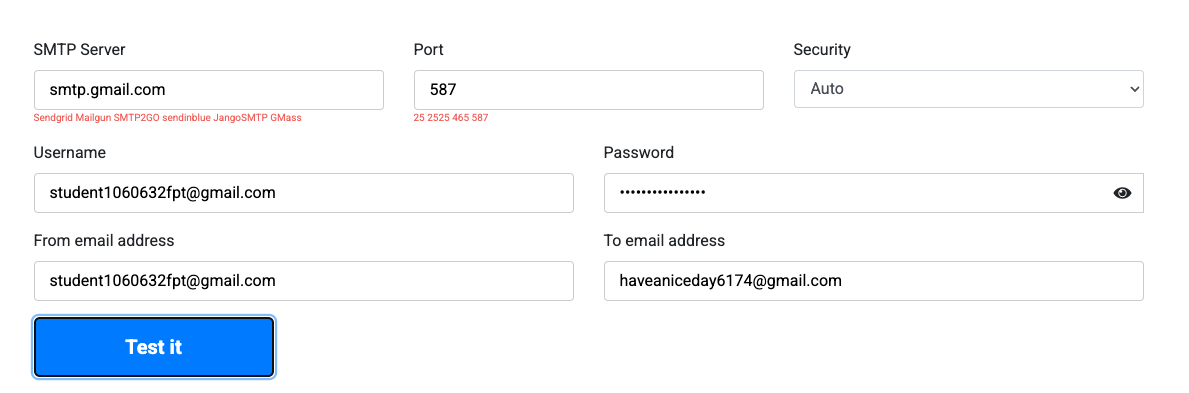 SMTP Server Port Security
smtp.gmail.com 587 Auto
Sendgrid Mailgun SMTP2GO sendinblue JangoSMTP GMass 25 2525 465 587
Username Password
student1060632fpt@gmail.com ••••••••••••••••
From email address To email address
student1060632fpt@gmail.com haveaniceday6174@gmail.com
Test it